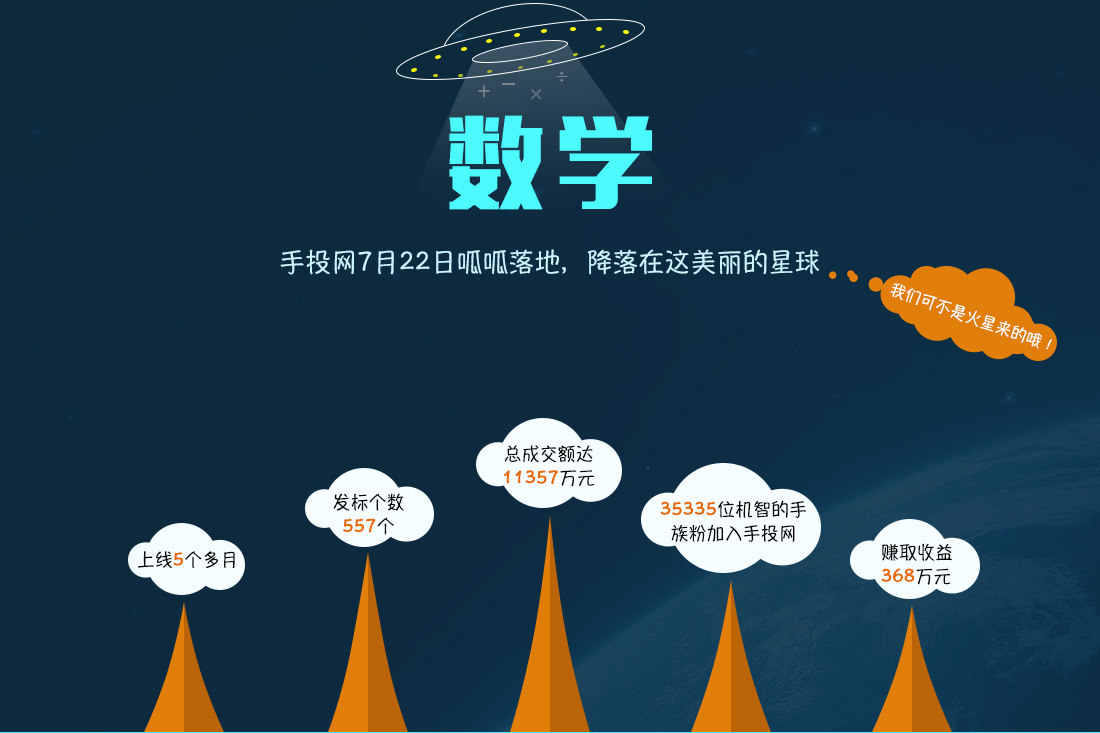 + − × ÷
数学
手投网7月22日呱呱落地，降落在这美丽的星球
我们可不是火星来的哦！
总成交额达
11357万元
发标个数
557个
35335位机智的手
族粉加入手投网
上线5个多月
赚取收益
368万元